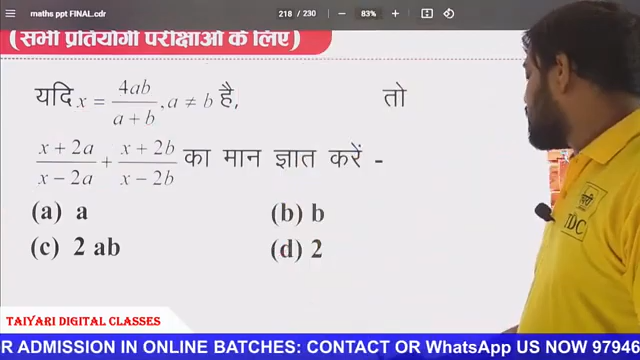 maths ppt FINAL.cdr 218 / 230 83%
(सभी प्रतियोगी परीक्षाओं के लिए)
यदि x = 4ab / a + b , a ≠ b है, तो
x + 2a / x − 2a + x + 2b / x − 2b का मान ज्ञात करें -
(a) a (b) b
(c) 2 ab (d) 2
TDC
TAIYARI DIGITAL CLASSES
R ADMISSION IN ONLINE BATCHES: CONTACT OR WhatsApp US NOW 97946